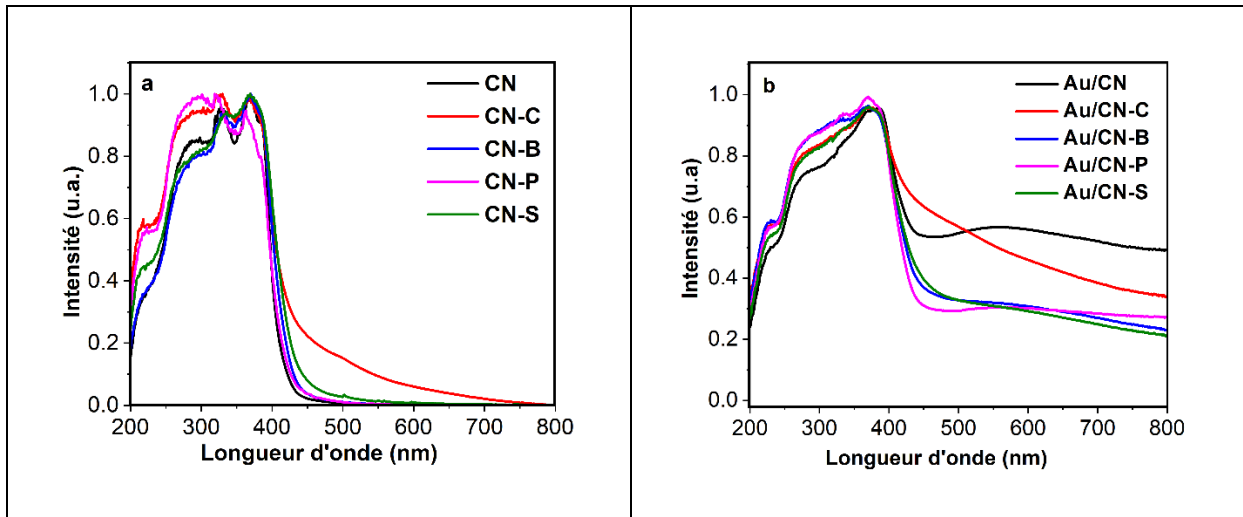 a
CN
CN-C
CN-B
CN-P
CN-S
1.0
0.8
0.6
0.4
0.2
0.0
Intensité (u.a.)
200 300 400 500 600 700 800
Longueur d'onde (nm)
b
Au/CN
Au/CN-C
Au/CN-B
Au/CN-P
Au/CN-S
1.0
0.8
0.6
0.4
0.2
0.0
Intensité (u.a)
200 300 400 500 600 700 800
Longueur d'onde (nm)